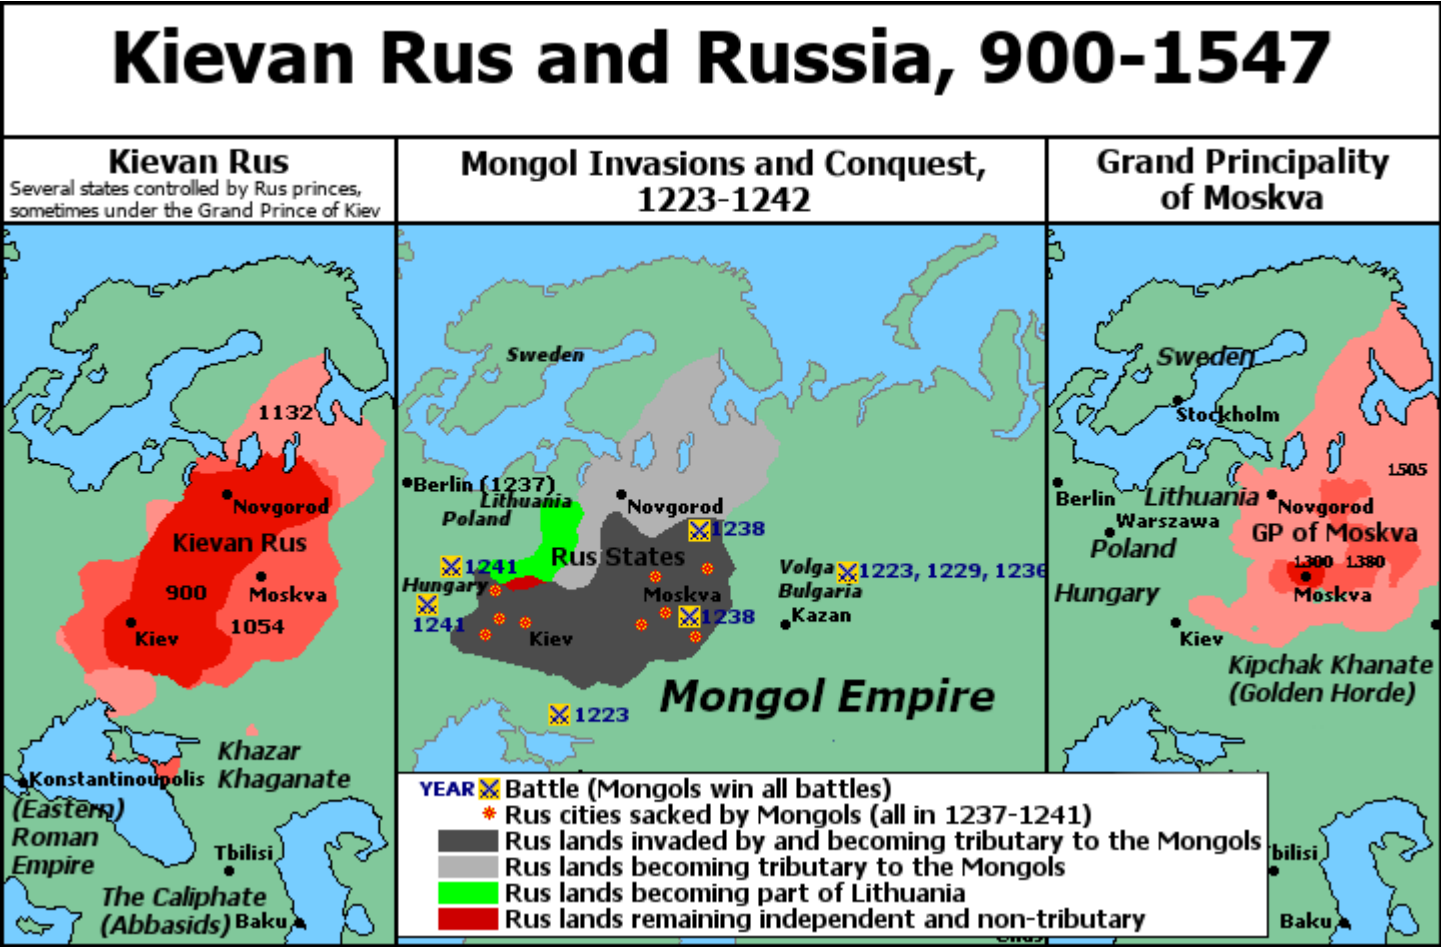 Kievan Rus and Russia, 900-1547
Kievan Rus
Several states controlled by Rus princes,
sometimes under the Grand Prince of Kiev
1132
Novgorod
Kievan Rus
900
Moskva
1054
Kiev
Khazar
Khaganate
Konstantinoupolis
(Eastern)
Roman
Empire
Tbilisi
The Caliphate
(Abbasids)
Baku
Mongol Invasions and Conquest,
1223-1242
Sweden
Berlin (1237)
Lithuania
Poland
Novgorod
1238
Rus States
1241
Hungary
1241
Moskva
1238
Kiev
Volga
Bulgaria
1223, 1229, 1236
Kazan
Mongol Empire
1223
YEAR Battle (Mongols win all battles)
Rus cities sacked by Mongols (all in 1237-1241)
Rus lands invaded by and becoming tributary to the Mongols
Rus lands becoming tributary to the Mongols
Rus lands becoming part of Lithuania
Rus lands remaining independent and non-tributary
Grand Principality
of Moskva
Sweden
Stockholm
1505
Berlin
Lithuania
Novgorod
Warszawa
GP of Moskva
Poland
1300
1380
Hungary
Moskva
Kiev
Kipchak Khanate
(Golden Horde)
bilisi
Baku